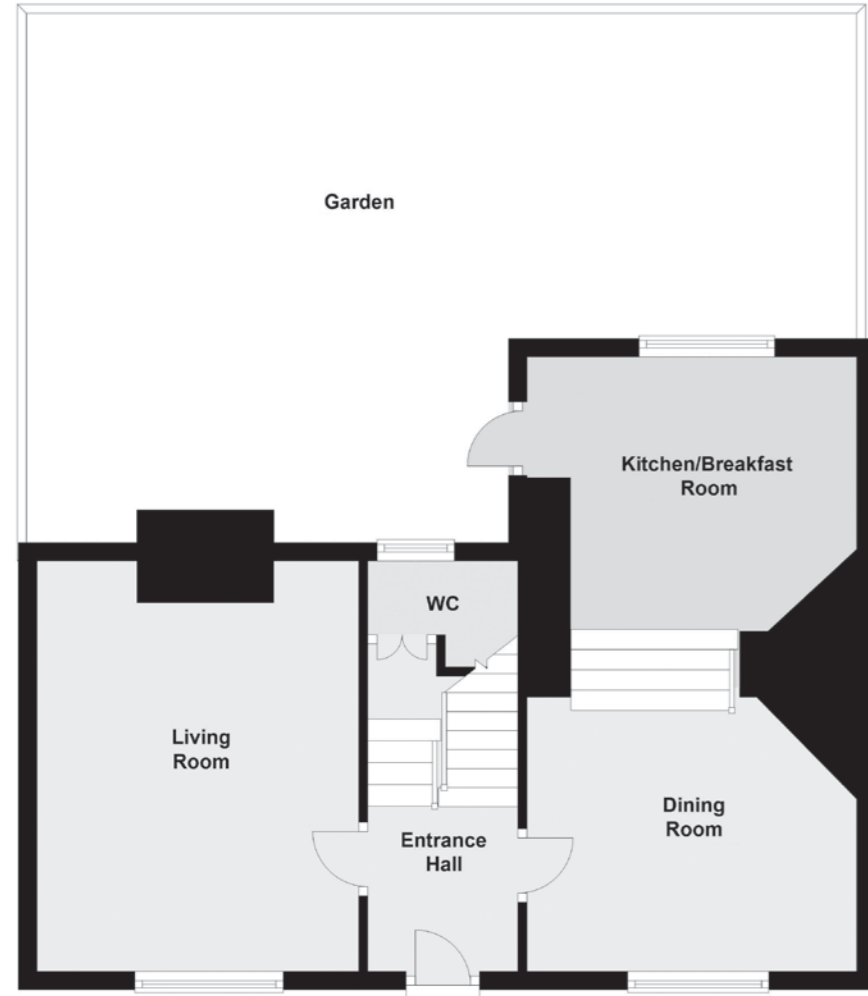 Garden
Kitchen/Breakfast
Room
WC
Living
Room
Dining
Room
Entrance
Hall